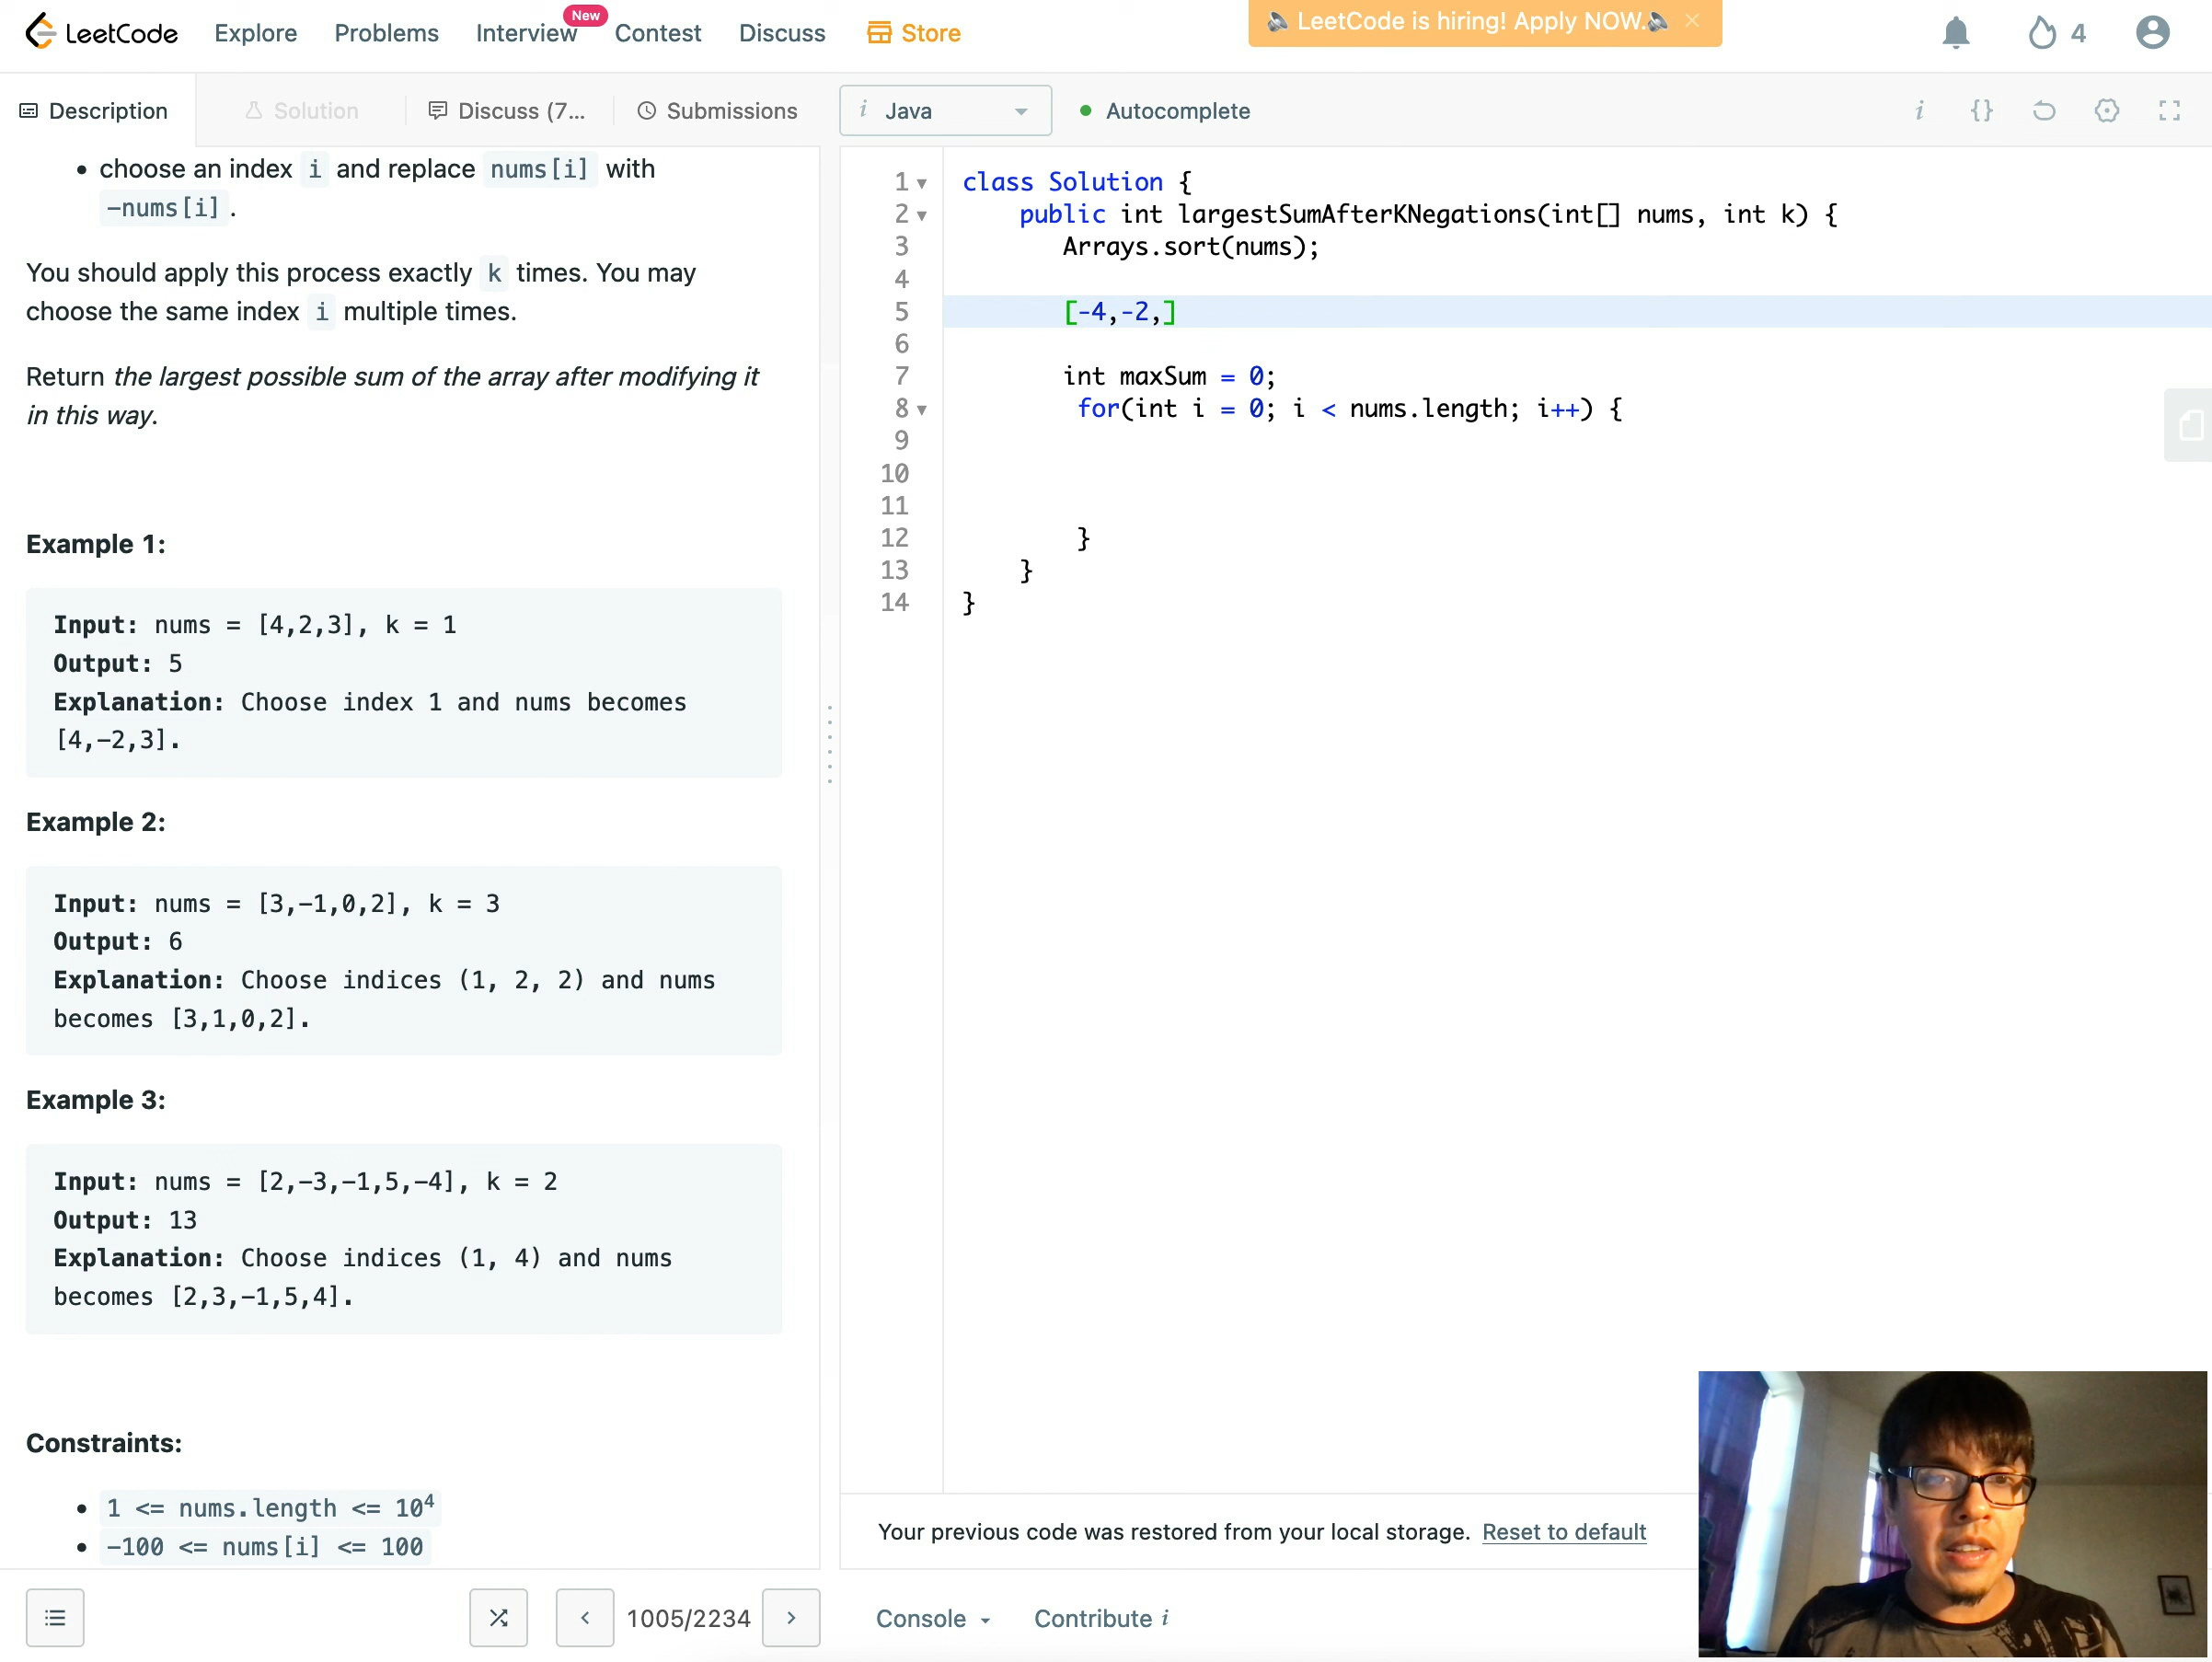 LeetCode Explore Problems Interview New Contest Discuss Store LeetCode is hiring! Apply NOW. × 4
Description Solution Discuss (7... Submissions
i Java Autocomplete i {}
• choose an index i and replace nums[i] with
-nums[i] .
You should apply this process exactly k times. You may
choose the same index i multiple times.
Return the largest possible sum of the array after modifying it
in this way.
Example 1:
Input: nums = [4,2,3], k = 1
Output: 5
Explanation: Choose index 1 and nums becomes
[4,-2,3].
Example 2:
Input: nums = [3,-1,0,2], k = 3
Output: 6
Explanation: Choose indices (1, 2, 2) and nums
becomes [3,1,0,2].
Example 3:
Input: nums = [2,-3,-1,5,-4], k = 2
Output: 13
Explanation: Choose indices (1, 4) and nums
becomes [2,3,-1,5,4].
Constraints:
• 1 <= nums.length <= 10⁴
• -100 <= nums[i] <= 100
1005/2234
1 class Solution {
2 public int largestSumAfterKNegations(int[] nums, int k) {
3 Arrays.sort(nums);
4
5 [-4,-2,]
6
7 int maxSum = 0;
8 for(int i = 0; i < nums.length; i++) {
9
10
11
12 }
13 }
14 }
Your previous code was restored from your local storage. Reset to default
Console Contribute i